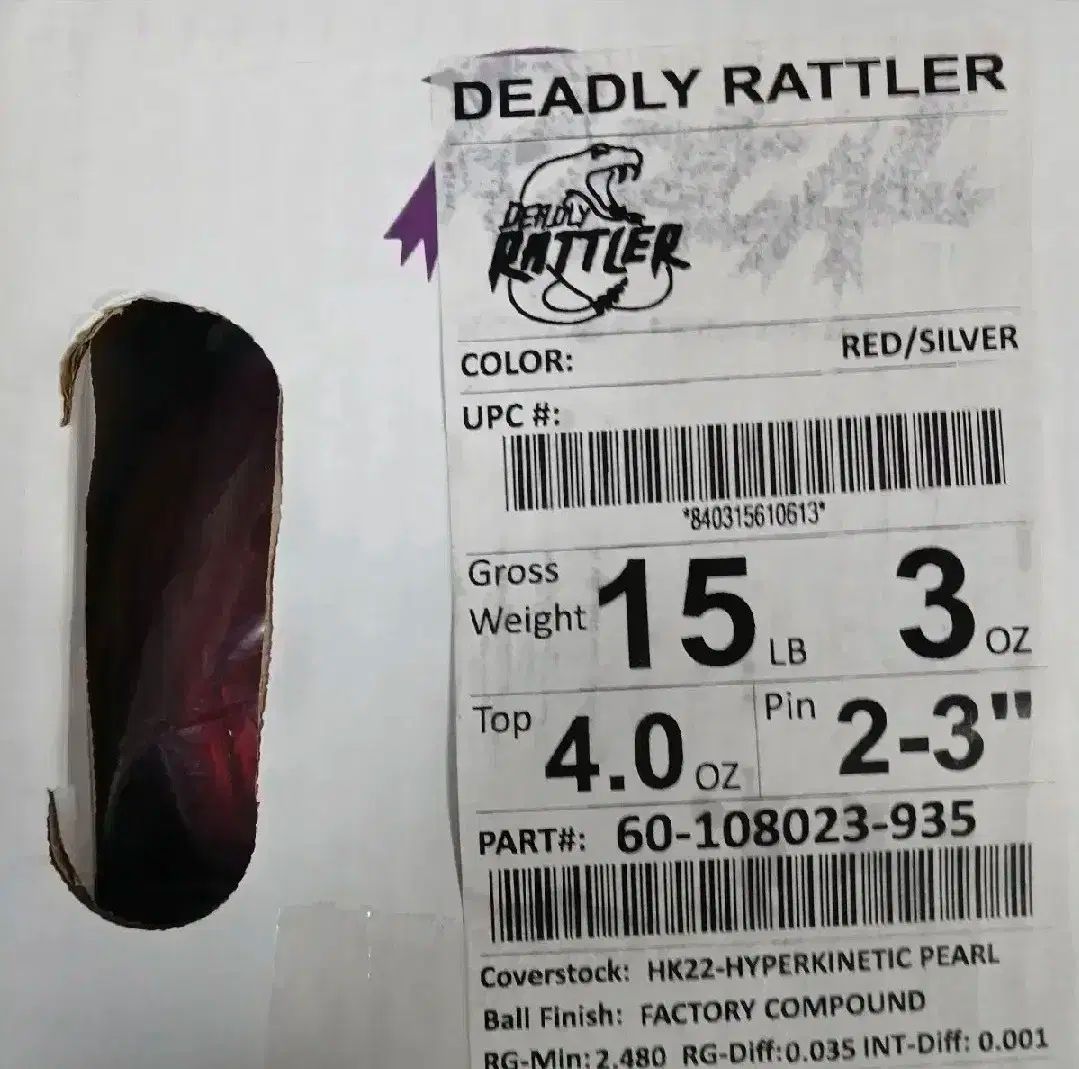 DEADLY RATTLER
DEADLY
RATTLER
COLOR: RED/SILVER
UPC #:
*840315610613*
Gross
Weight 15 LB 3 OZ
Top 4.0 OZ Pin 2-3"
PART#: 60-108023-935
Coverstock: HK22-HYPERKINETIC PEARL
Ball Finish: FACTORY COMPOUND
RG-Min: 2.480 RG-Diff:0.035 INT-Diff: 0.001